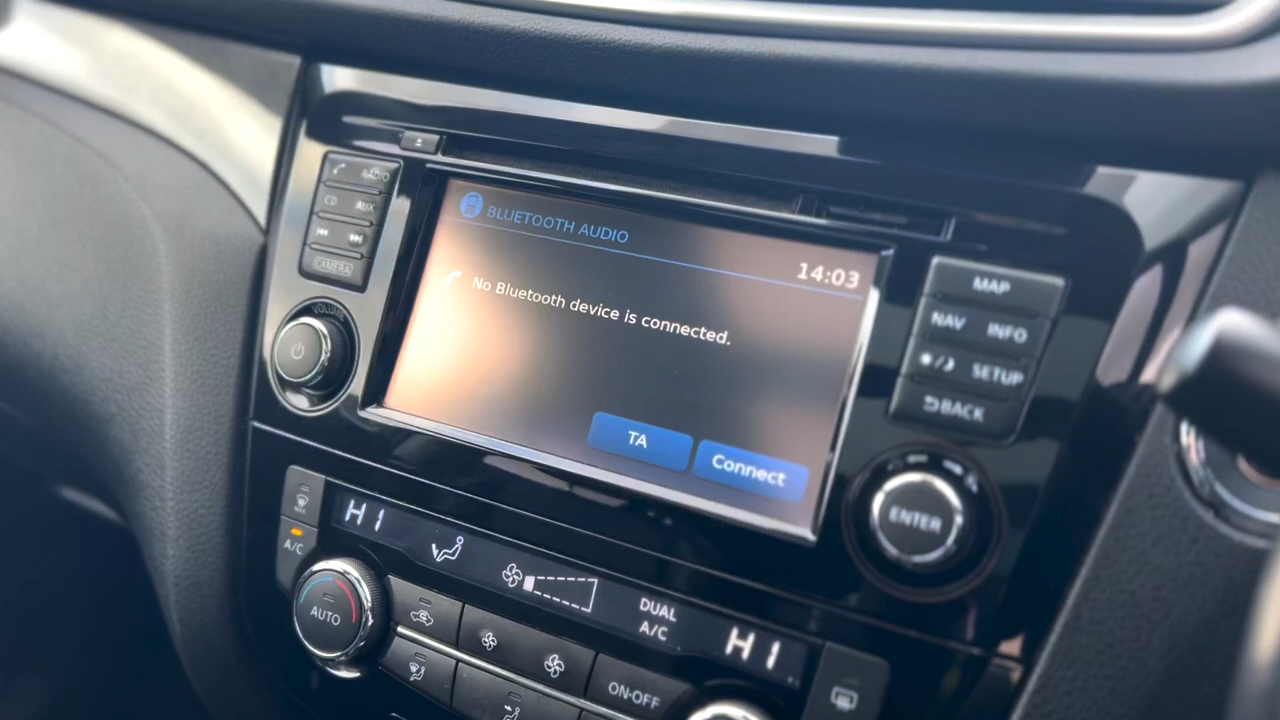 RADIO
CD AUX
CAMERA
VOLUME
BLUETOOTH AUDIO
14:03
No Bluetooth device is connected.
TA
Connect
MAP
NAV INFO
SETUP
BACK
ENTER
MAX
A/C
HI
DUAL
A/C
HI
AUTO
ON·OFF